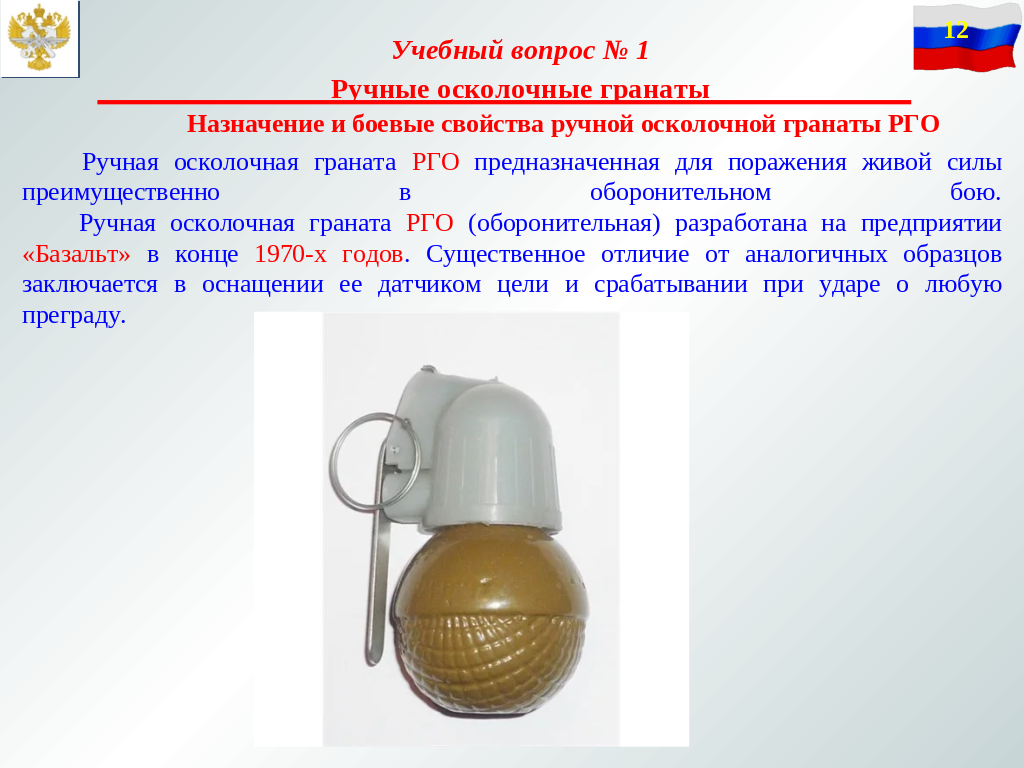 12
Учебный вопрос № 1
Ручные осколочные гранаты
Назначение и боевые свойства ручной осколочной гранаты РГО
Ручная осколочная граната РГО предназначенная для поражения живой силы
преимущественно в оборонительном бою.
Ручная осколочная граната РГО (оборонительная) разработана на предприятии
«Базальт» в конце 1970-х годов. Существенное отличие от аналогичных образцов
заключается в оснащении ее датчиком цели и срабатывании при ударе о любую
преграду.